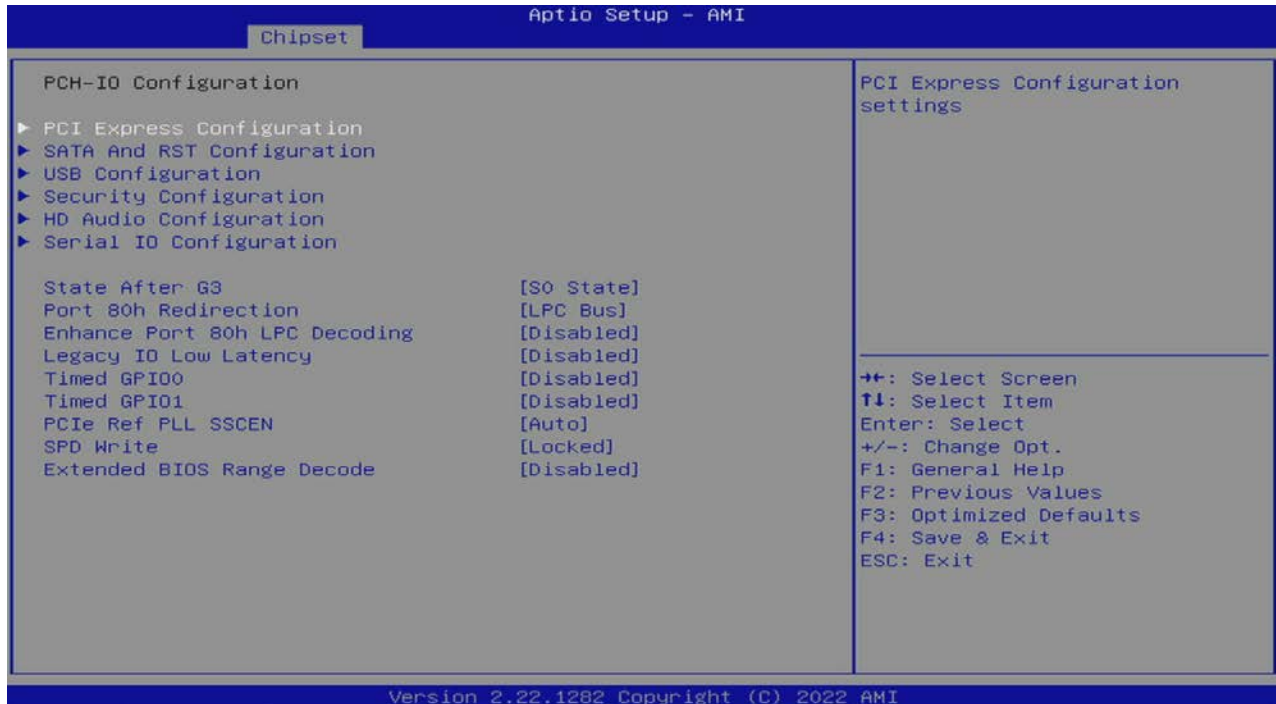 Aptio Setup – AMI
Chipset
PCH-IO Configuration
▶ PCI Express Configuration
▶ SATA And RST Configuration
▶ USB Configuration
▶ Security Configuration
▶ HD Audio Configuration
▶ Serial IO Configuration
State After G3 [S0 State]
Port 80h Redirection [LPC Bus]
Enhance Port 80h LPC Decoding [Disabled]
Legacy IO Low Latency [Disabled]
Timed GPIO0 [Disabled]
Timed GPIO1 [Disabled]
PCIe Ref PLL SSCEN [Auto]
SPD Write [Locked]
Extended BIOS Range Decode [Disabled]
PCI Express Configuration
settings
→←: Select Screen
↑↓: Select Item
Enter: Select
+/-: Change Opt.
F1: General Help
F2: Previous Values
F3: Optimized Defaults
F4: Save & Exit
ESC: Exit
Version 2.22.1282 Copyright (C) 2022 AMI